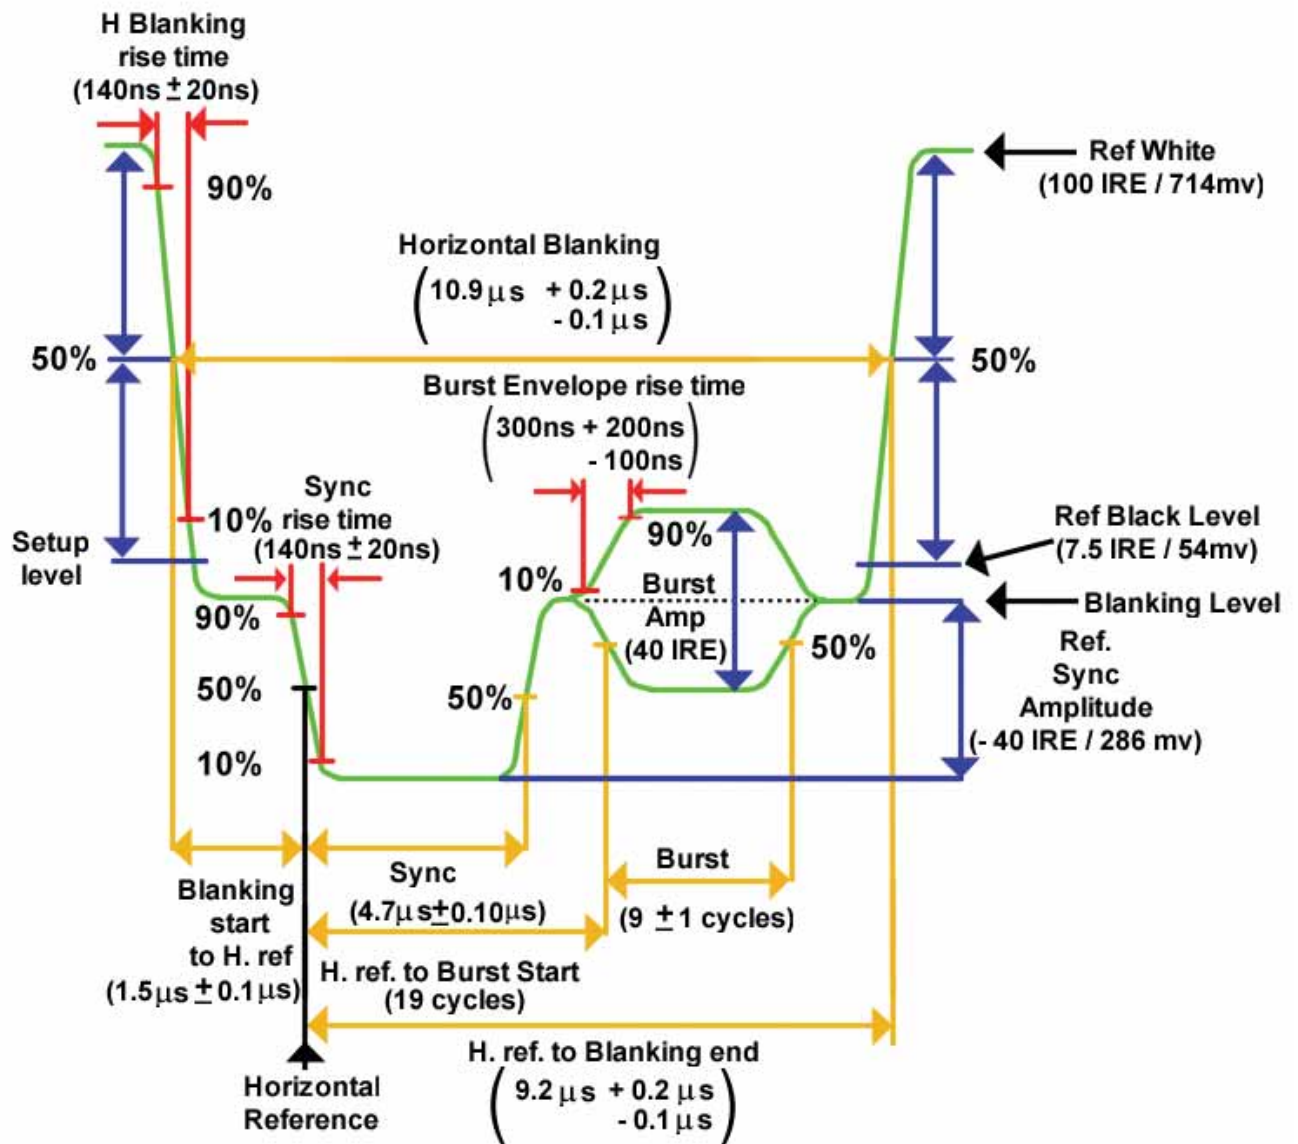 H Blanking
rise time
(140ns ± 20ns)
90%
Ref White
(100 IRE / 714mv)
Horizontal Blanking
10.9 μs + 0.2 μs
- 0.1 μs
50%
50%
Burst Envelope rise time
300ns + 200ns
- 100ns
Sync
rise time
(140ns ± 20ns)
10%
Setup
level
90%
Ref Black Level
(7.5 IRE / 54mv)
10%
Burst
Amp
(40 IRE)
Blanking Level
90%
50%
Ref.
Sync
Amplitude
(- 40 IRE / 286 mv)
50%
50%
10%
Sync
(4.7μs±0.10μs)
Burst
(9 ±1 cycles)
Blanking
start
to H. ref
(1.5μs ± 0.1μs)
H. ref. to Burst Start
(19 cycles)
H. ref. to Blanking end
9.2 μs + 0.2 μs
- 0.1 μs
Horizontal
Reference